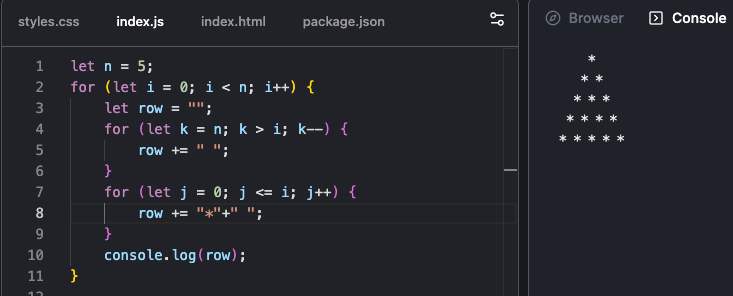 styles.css index.js index.html package.json
1 let n = 5;
2 for (let i = 0; i < n; i++) {
3     let row = "";
4     for (let k = n; k > i; k--) {
5         row += " ";
6     }
7     for (let j = 0; j <= i; j++) {
8         row += "*"+" ";
9     }
10     console.log(row);
11 }
12
Browser Console
     *
    * *
   * * *
  * * * *
 * * * * *